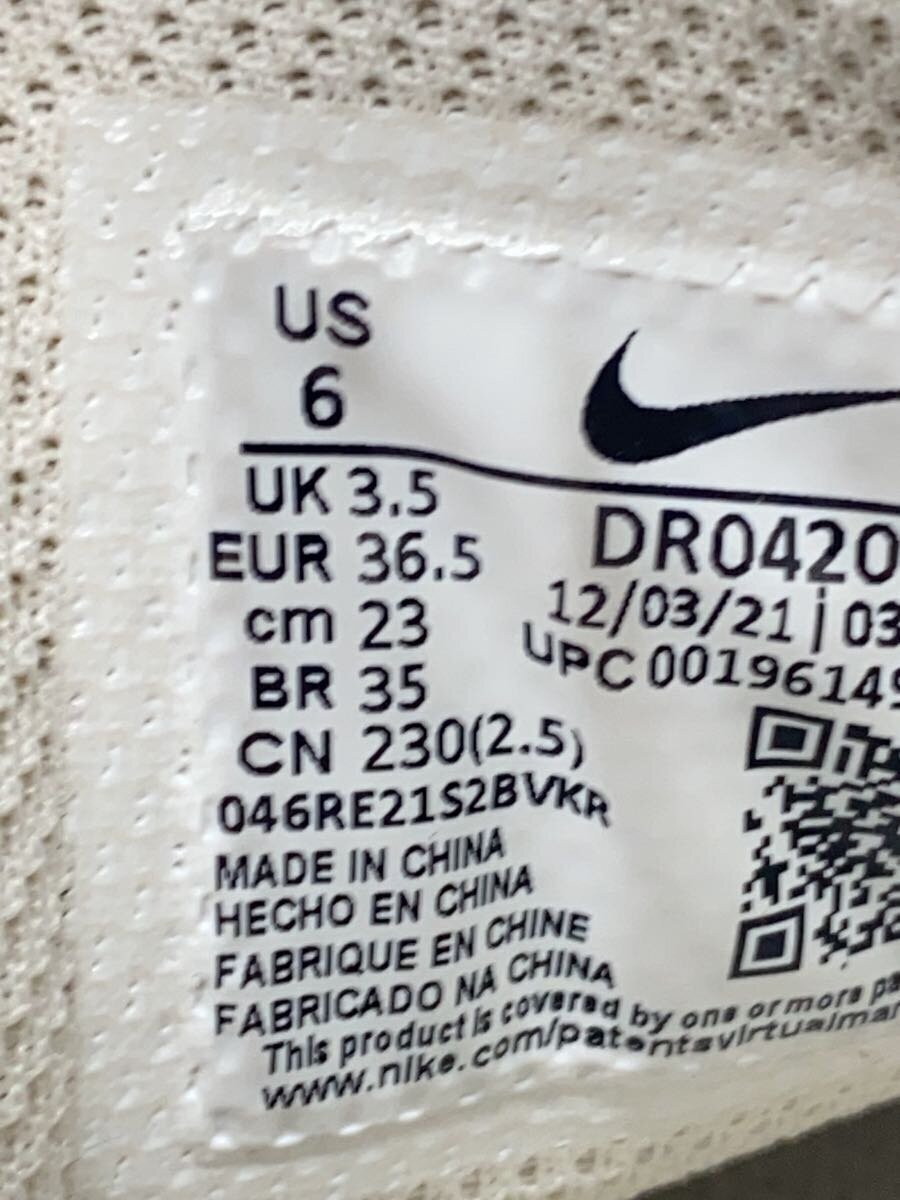 US
6
UK 3.5
EUR 36.5
cm 23
BR 35
CN 230(2.5)
046RE21S2BVKR
MADE IN CHINA
HECHO EN CHINA
FABRIQUE EN CHINE
FABRICADO NA CHINA
DR0420
12/03/21 | 03
UPC 00196149
This product is covered by one or more pa
www.nike.com/patentsvirtualmar